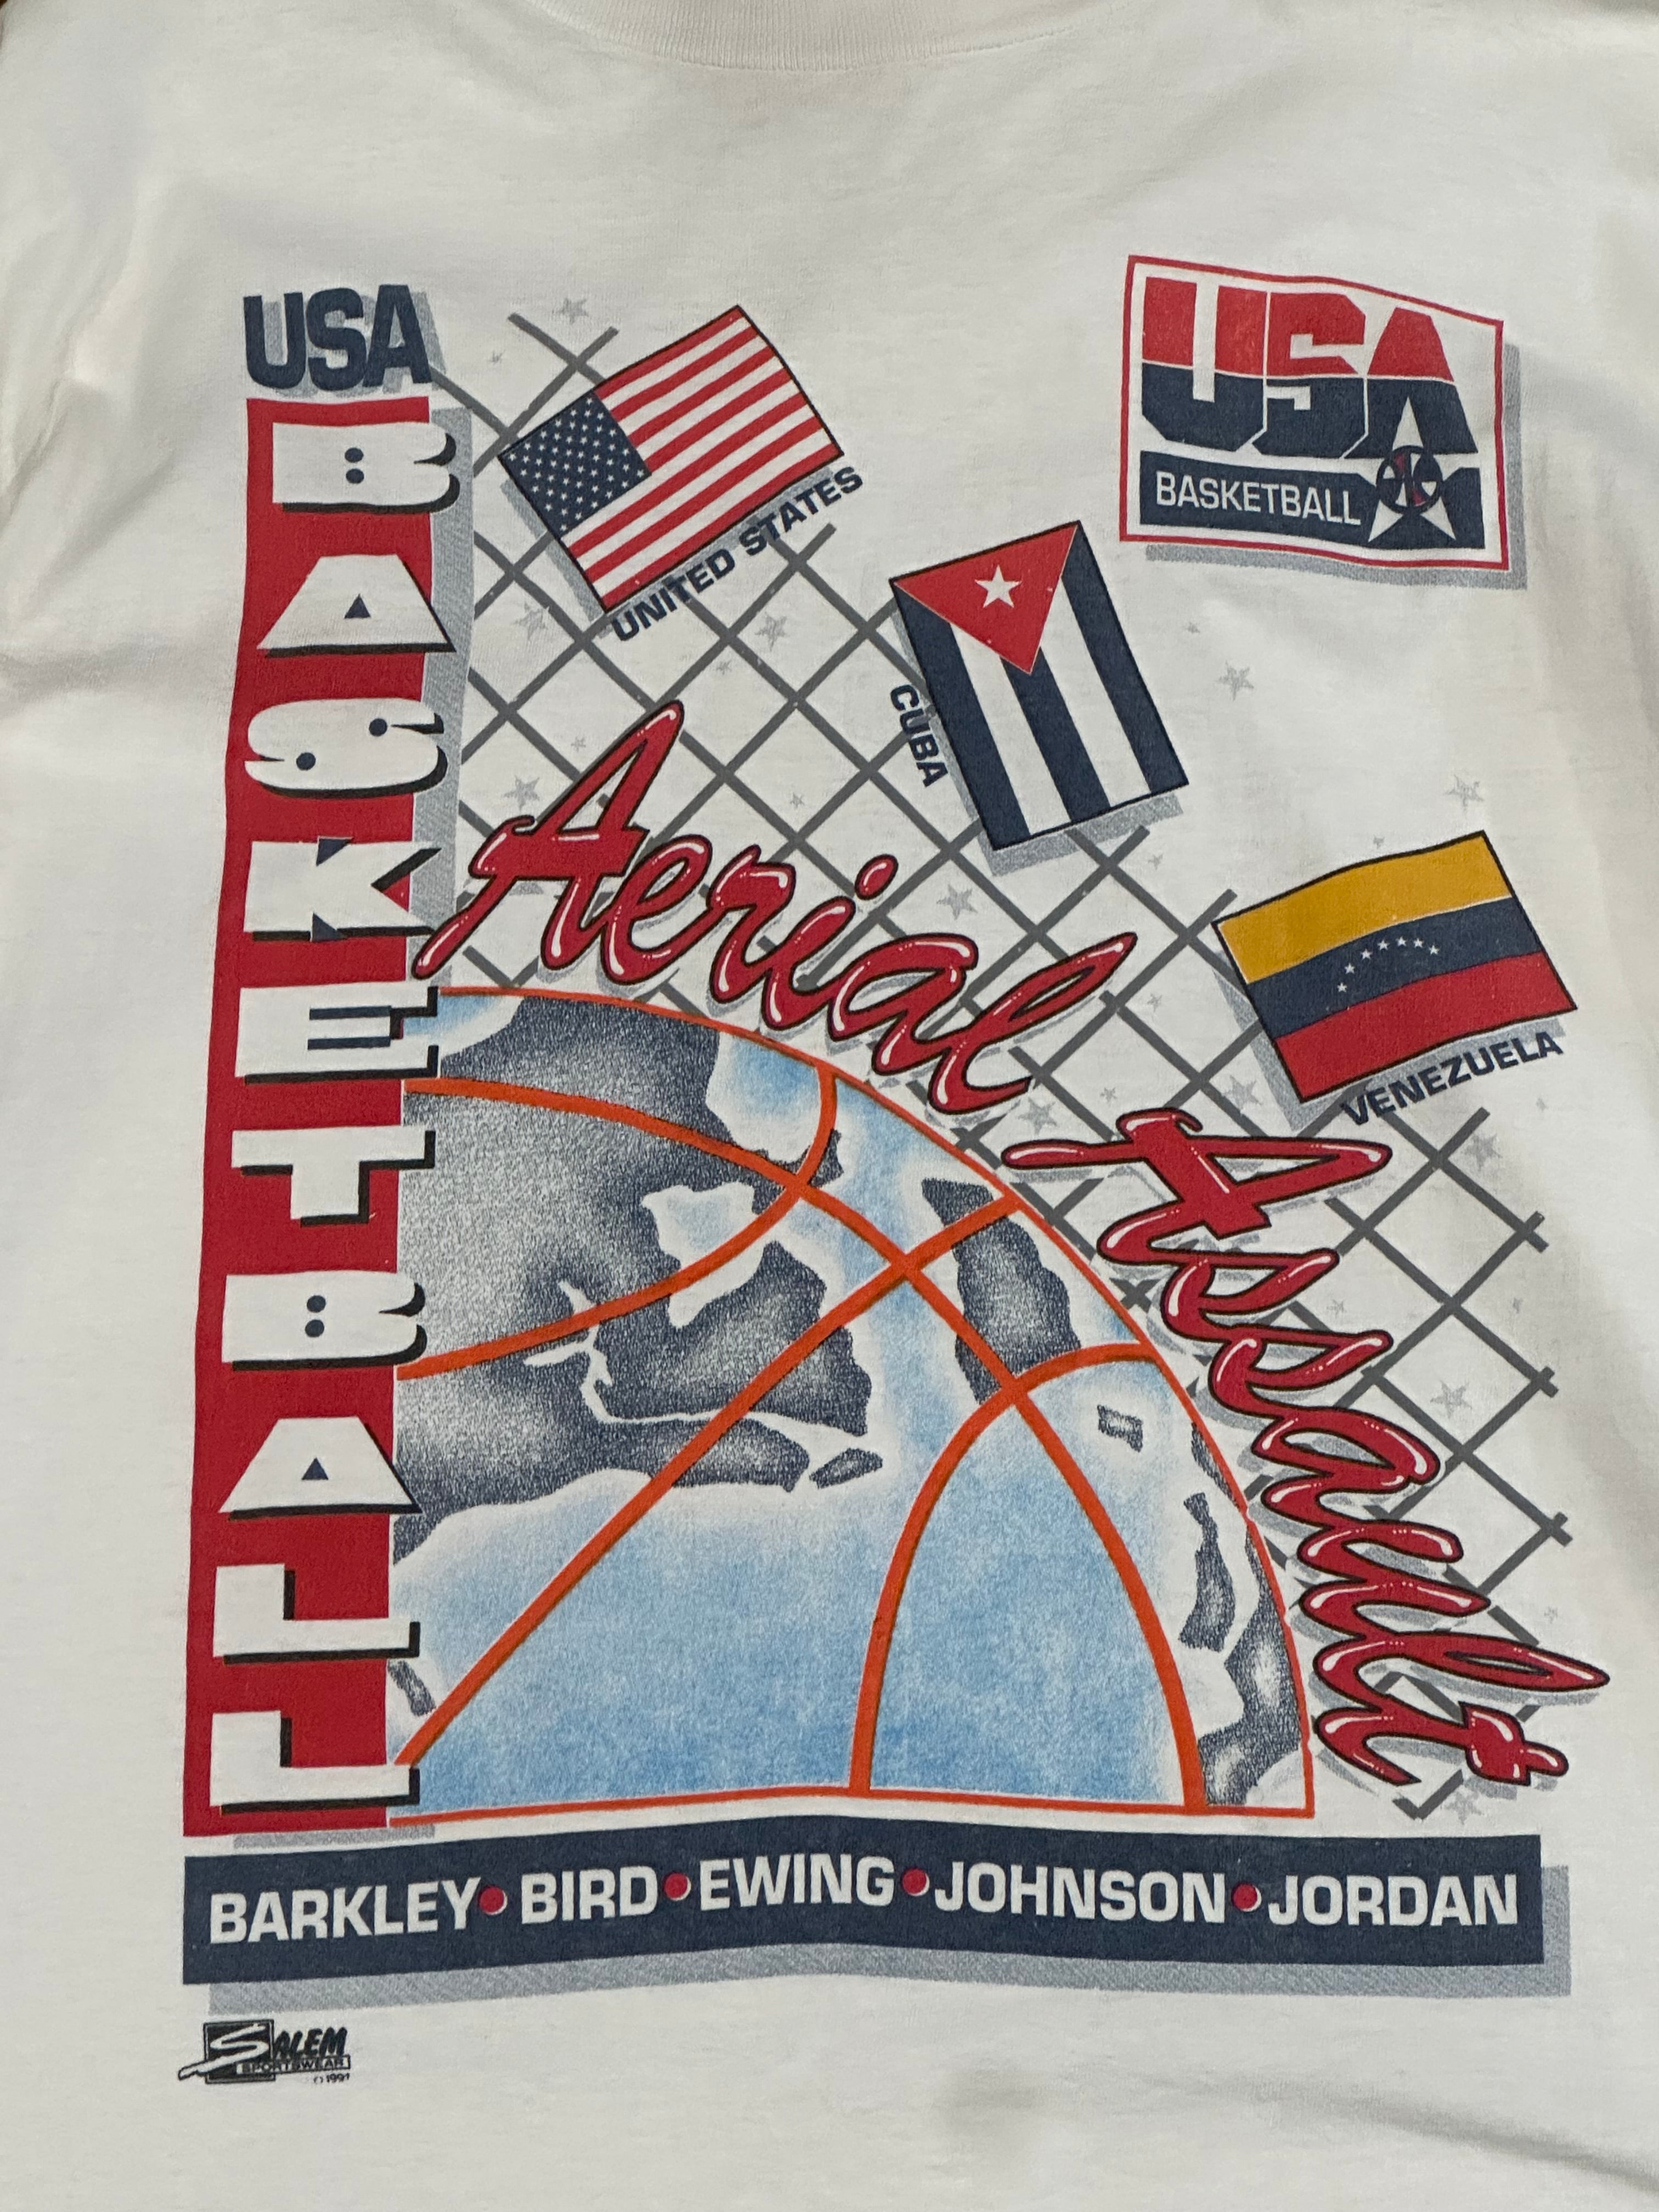 USA
BASKETBALL
UNITED STATES
USA
BASKETBALL
CUBA
VENEZUELA
Aerial Assault
BARKLEY • BIRD • EWING • JOHNSON • JORDAN
SALEM
SPORTSWEAR